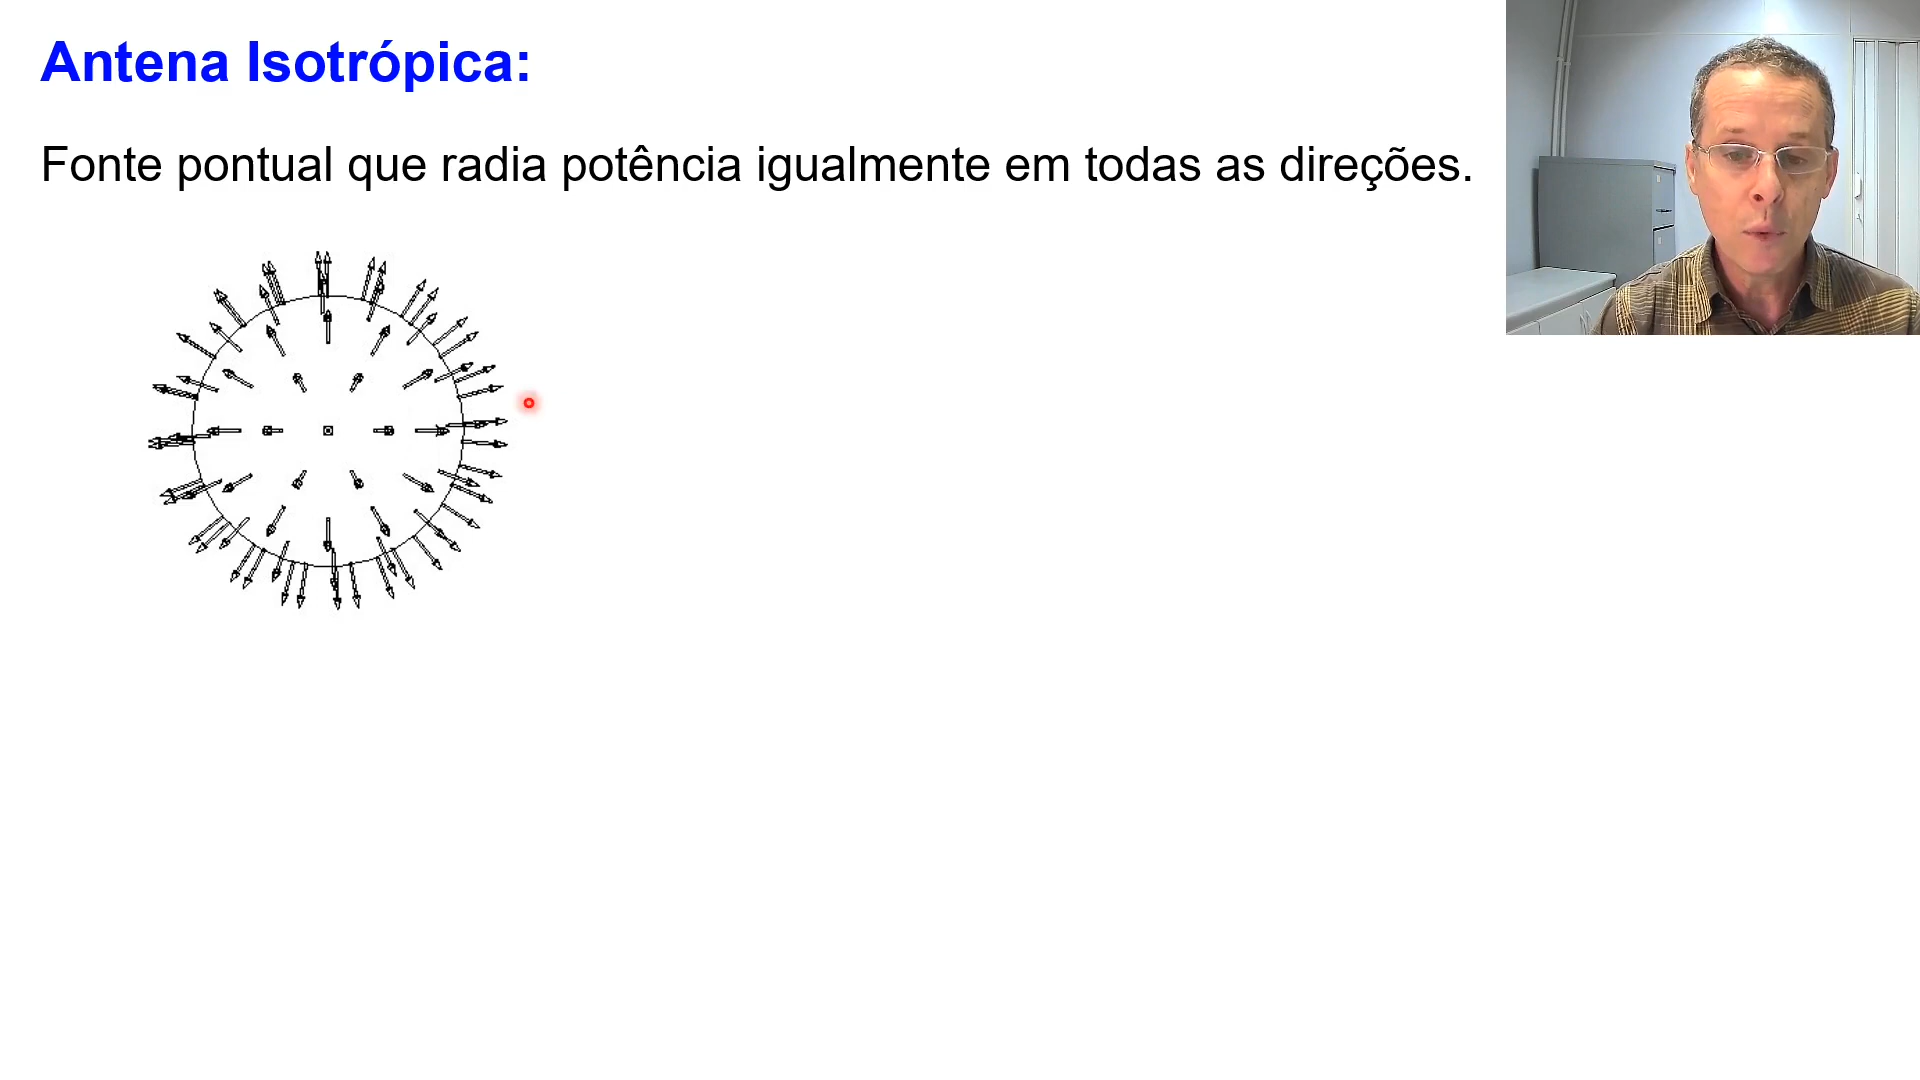 Antena Isotrópica:
Fonte pontual que radia potência igualmente em todas as direções.